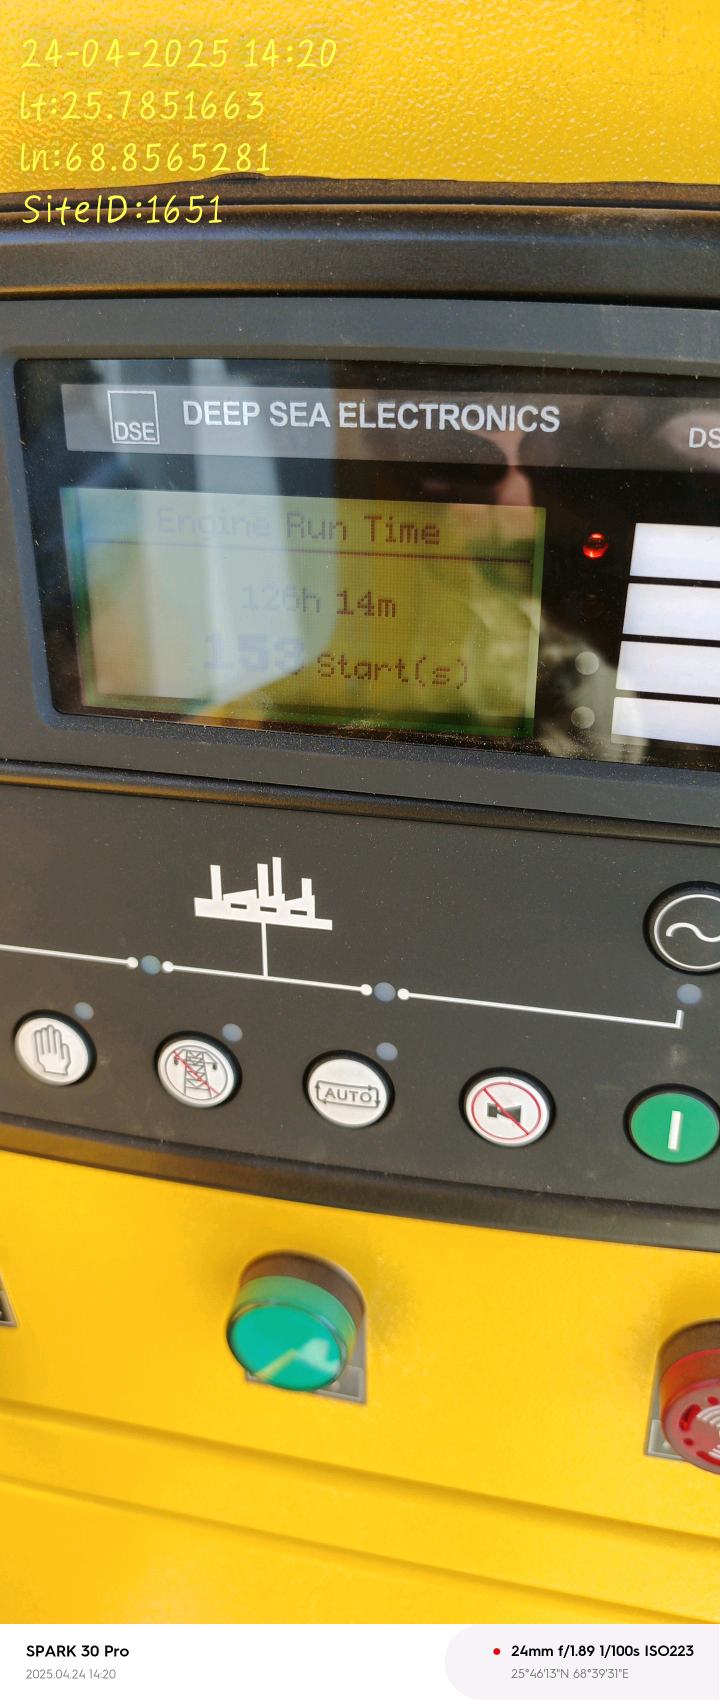 24-04-2025 14:20
lt:25.7851663
ln:68.8565281
SiteID:1651
DSE
DEEP SEA ELECTRONICS
Engine Run Time
126h 14m
Start(s)
AUTO
SPARK 30 Pro
2025.04.24 14:20
24mm f/1.89 1/100s ISO223
25°46'13"N 68°39'31"E